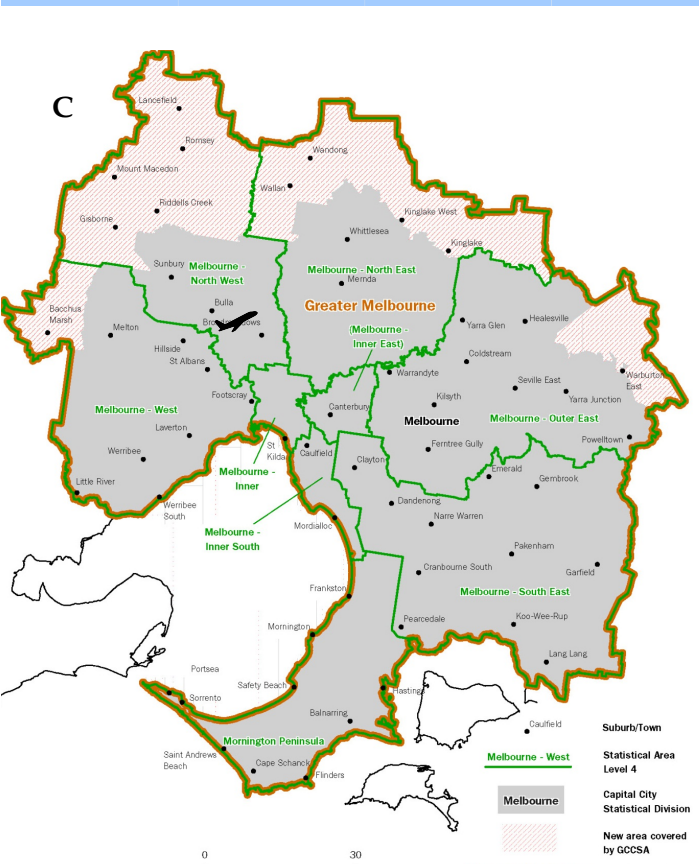 C
Lancefield
Romsey
Wandong
Mount Macedon
Wallan
Riddells Creek
Gisborne
Kinglake West
Whittlesea
Kinglake
Sunbury
Melbourne -
North West
Melbourne - North East
Mernda
Bulla
Greater Melbourne
Bacchus
Marsh
Melton
(Melbourne -
Inner East)
Yarra Glen
Healesville
Hillside
St Albans
Coldstream
Warrandyte
Warburton
East
Seville East
Footscray
Kilsyth
Yarra Junction
Melbourne - West
Canterbury
Melbourne
Melbourne - Outer East
Laverton
Powelltown
Werribee
St
Kilda
Caulfield
Ferntree Gully
Clayton
Melbourne -
Inner
Emerald
Gembrook
Little River
Werribee
South
Dandenong
Mordialloc
Narre Warren
Melbourne -
Inner South
Pakenham
Cranbourne South
Garfield
Frankston
Melbourne - South East
Mornington
Pearcedale
Koo-Wee-Rup
Lang Lang
Portsea
Safety Beach
Hastings
Sorrento
Balnarring
Mornington Peninsula
Saint Andrews
Beach
Cape Schanck
Flinders
Caulfield
Suburb/Town
Melbourne - West
Statistical Area
Level 4
Melbourne
Capital City
Statistical Division
New area covered
by GCCSA
0
30